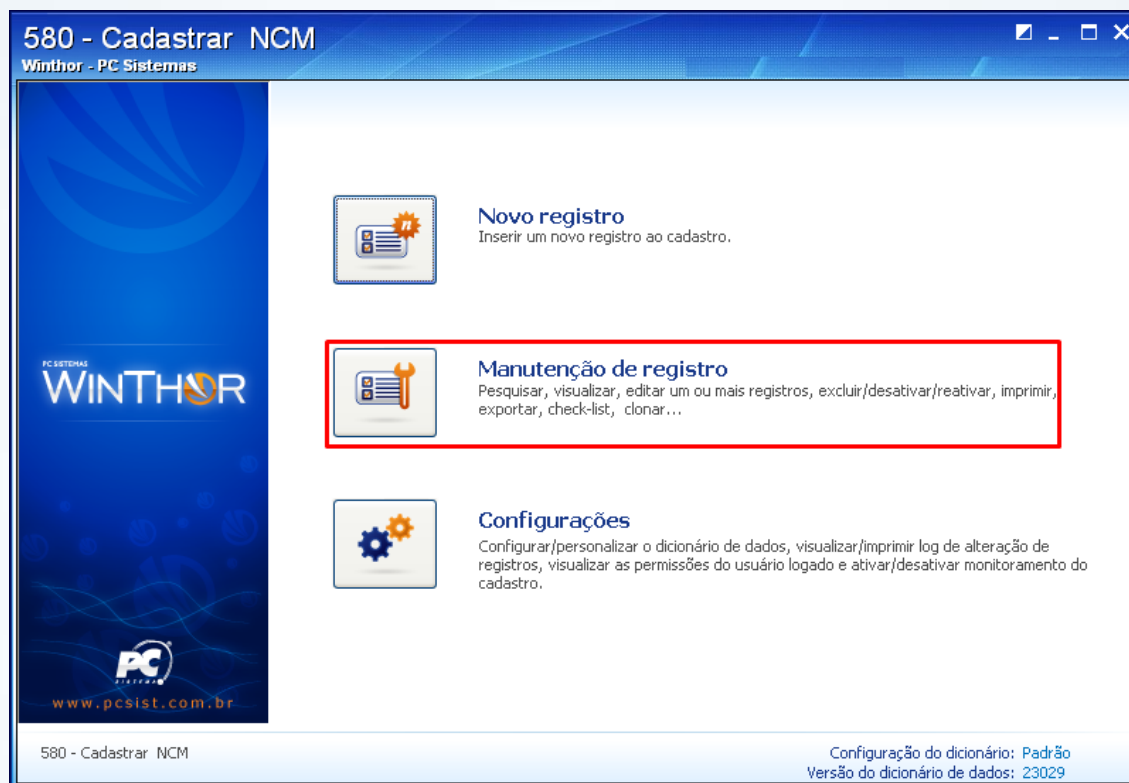 580 - Cadastrar NCM
Winthor - PC Sistemas
Novo registro
Inserir um novo registro ao cadastro.
Manutenção de registro
Pesquisar, visualizar, editar um ou mais registros, excluir/desativar/reativar, imprimir,
exportar, check-list, clonar...
PC SISTEMAS
WINTHOR
Configurações
Configurar/personalizar o dicionário de dados, visualizar/imprimir log de alteração de
registros, visualizar as permissões do usuário logado e ativar/desativar monitoramento do
cadastro.
PC
SISTEMAS
www.pcsist.com.br
580 - Cadastrar NCM
Configuração do dicionário: Padrão
Versão do dicionário de dados: 23029